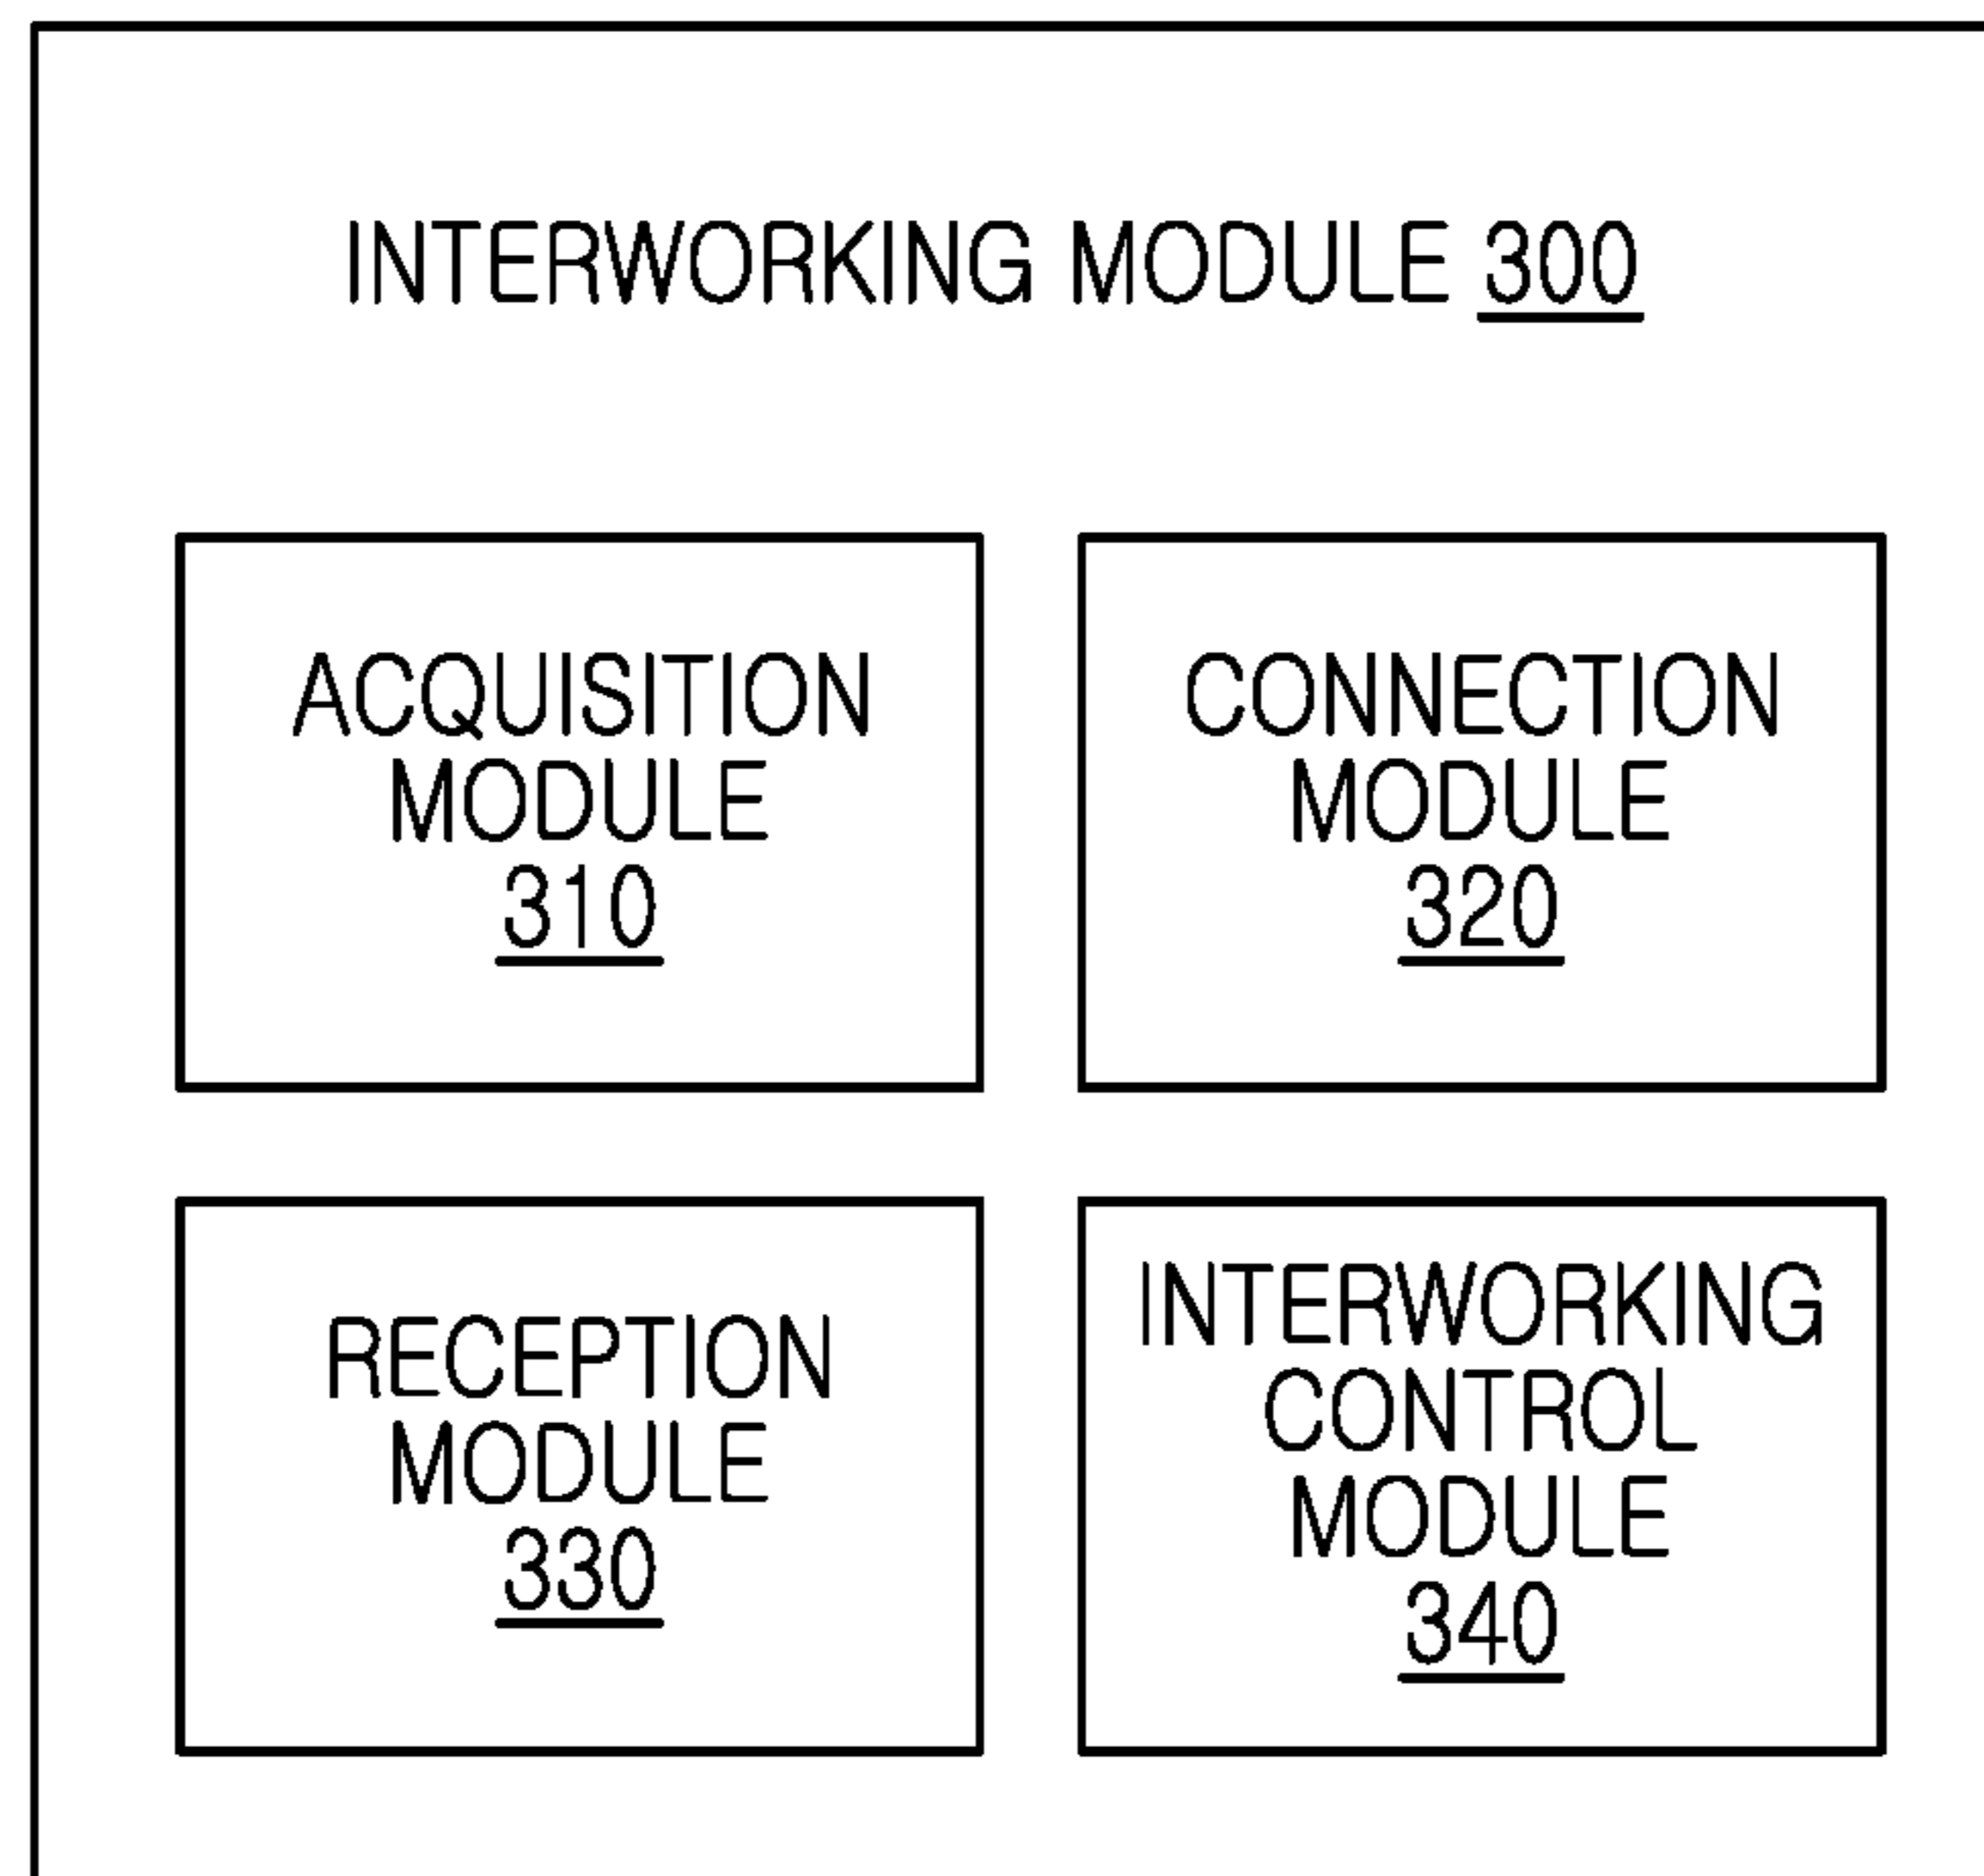 INTERWORKING MODULE 300
ACQUISITION
MODULE
310
CONNECTION
MODULE
320
RECEPTION
MODULE
330
INTERWORKING
CONTROL
MODULE
340